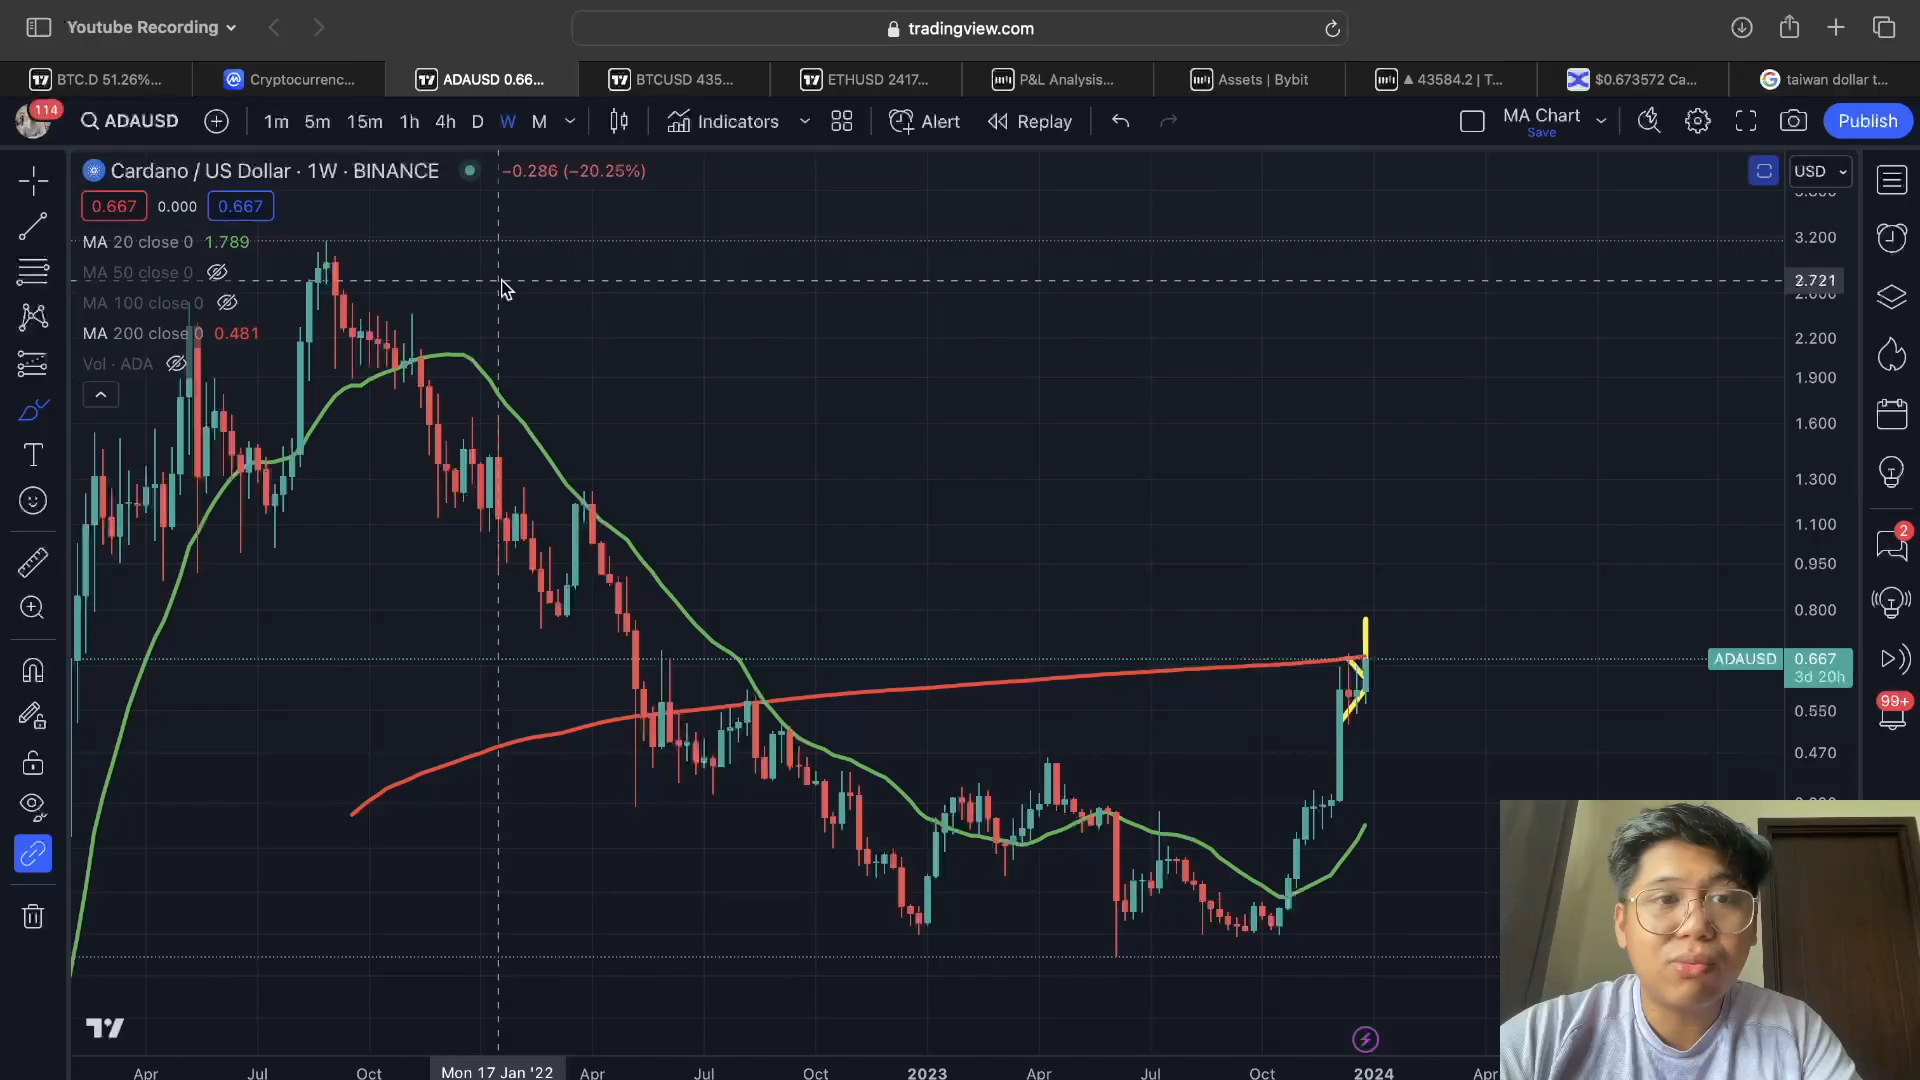 Youtube Recording
tradingview.com
BTC.D 51.26%...
Cryptocurrenc...
ADAUSD 0.66...
BTCUSD 435...
ETHUSD 2417...
P&L Analysis...
Assets | Bybit
▲ 43584.2 | T...
$0.673572 Ca...
taiwan dollar t...
114
ADAUSD
1m 5m 15m 1h 4h D W M
Indicators
Alert
Replay
MA Chart
Save
Publish
Cardano / US Dollar · 1W · BINANCE
−0.286 (−20.25%)
USD
0.667 0.000 0.667
MA 20 close 0 1.789
MA 50 close 0
MA 100 close 0
MA 200 close 0 0.481
Vol · ADA
3.200
2.721
2.200
1.900
1.600
1.300
1.100
0.950
0.800
ADAUSD 0.667
3d 20h
0.550
0.470
2
99+
Apr Jul Oct Mon 17 Jan '22 Apr Jul Oct 2023 Apr Jul Oct 2024 Apr